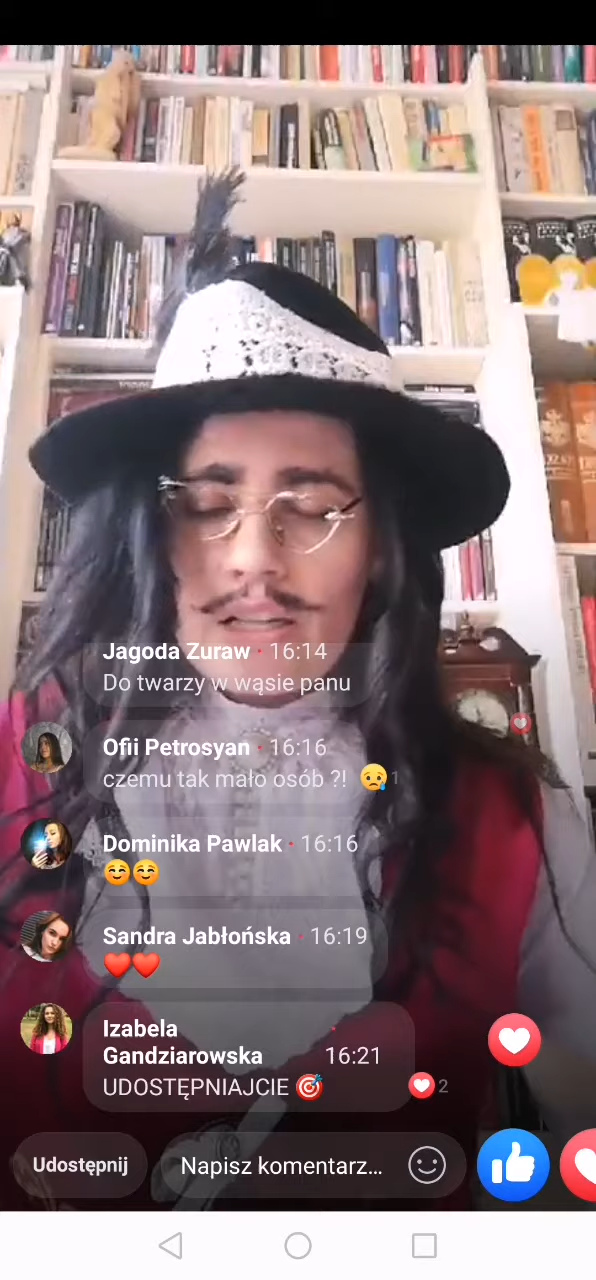 Jagoda Zuraw · 16:14
Do twarzy w wąsie panu
Ofii Petrosyan · 16:16
czemu tak mało osób ?! 😢 1
Dominika Pawlak · 16:16
☺️☺️
Sandra Jabłońska · 16:19
❤️❤️
Izabela ·
Gandziarowska 16:21
UDOSTĘPNIAJCIE 🎯
2
Udostępnij
Napisz komentarz...